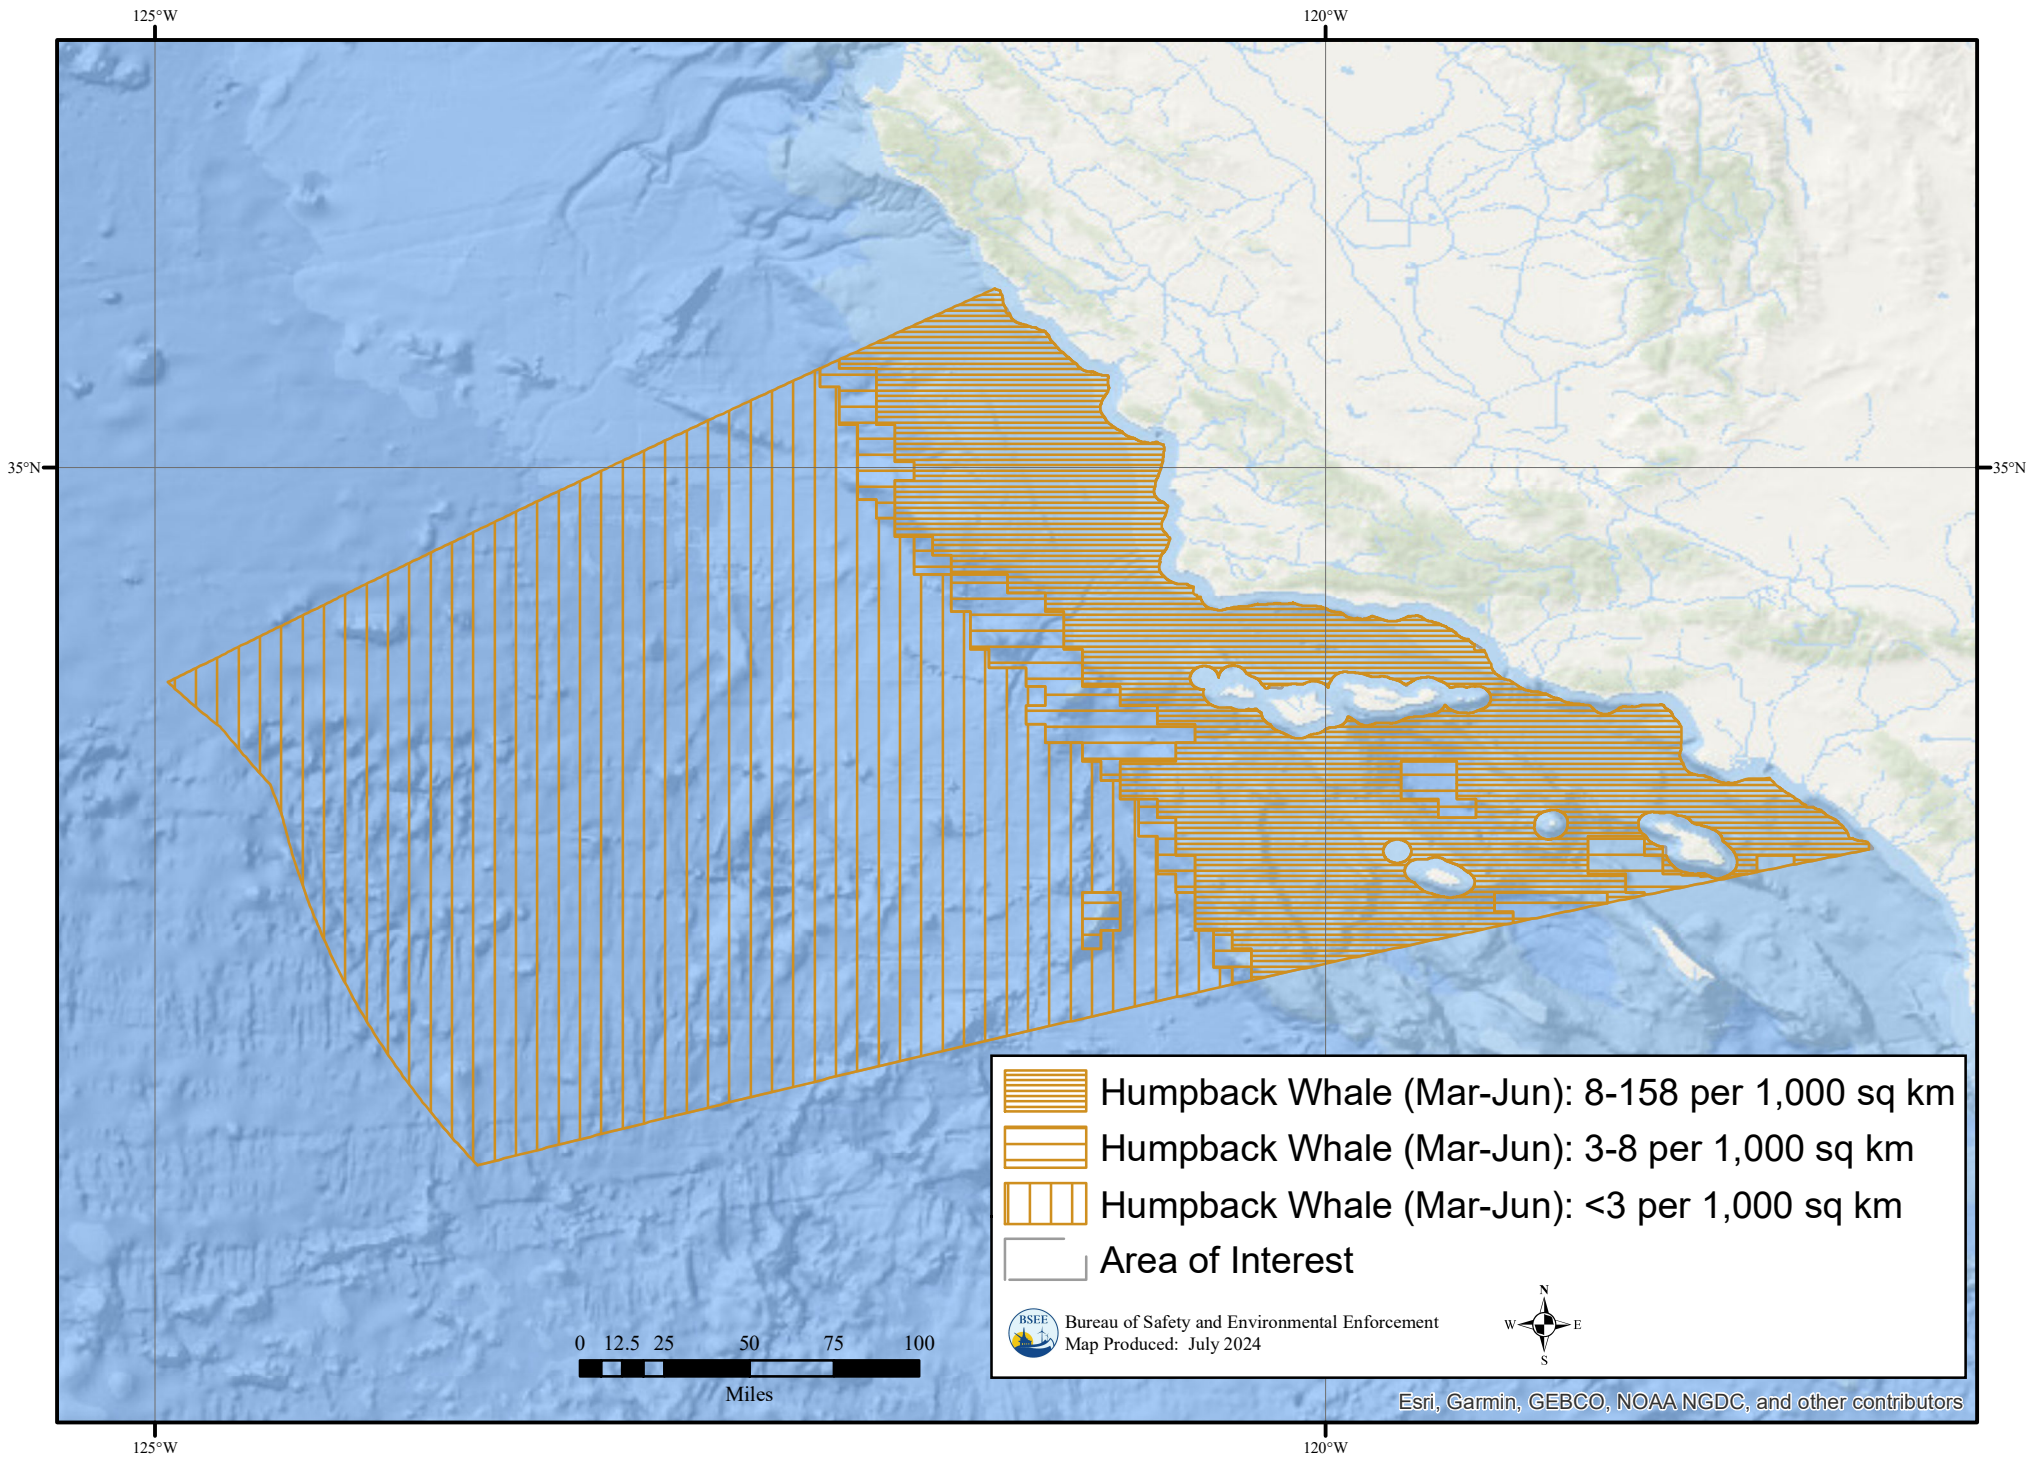 125°W 120°W
35°N 35°N
Humpback Whale (Mar-Jun): 8-158 per 1,000 sq km
Humpback Whale (Mar-Jun): 3-8 per 1,000 sq km
Humpback Whale (Mar-Jun): <3 per 1,000 sq km
Area of Interest
BSEE
Bureau of Safety and Environmental Enforcement
Map Produced: July 2024
N
W E
S
0 12.5 25 50 75 100
Miles
Esri, Garmin, GEBCO, NOAA NGDC, and other contributors
125°W 120°W